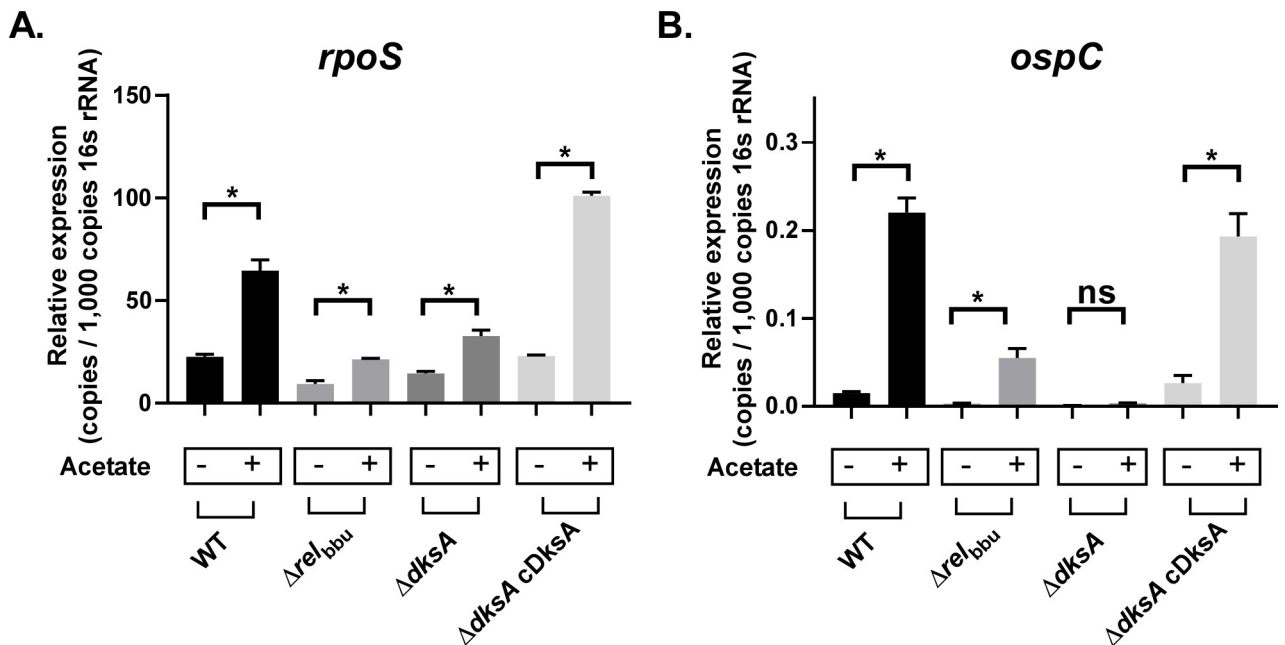 A.
rpoS
Relative expression
(copies / 1,000 copies 16s rRNA)
150
100
50
0
*
*
*
*
Acetate
- +
- +
- +
- +
WT
Δrel_bbu
ΔdksA
ΔdksA cDksA
B.
ospC
Relative expression
(copies / 1,000 copies 16s rRNA)
0.3
0.2
0.1
0.0
*
*
ns
*
Acetate
- +
- +
- +
- +
WT
Δrel_bbu
ΔdksA
ΔdksA cDksA